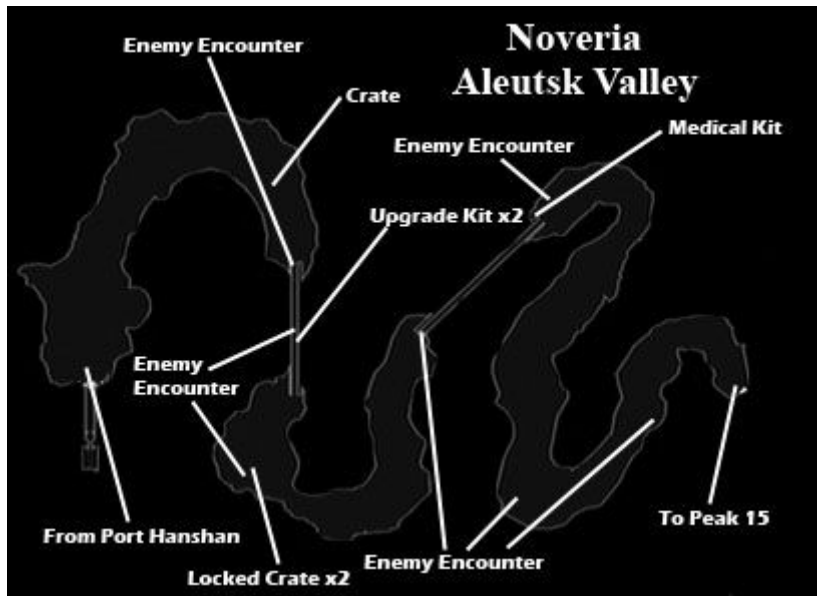 Noveria
Aleutsk Valley
Enemy Encounter
Crate
Medical Kit
Enemy Encounter
Upgrade Kit x2
Enemy
Encounter
From Port Hanshan
Locked Crate x2
Enemy Encounter
To Peak 15